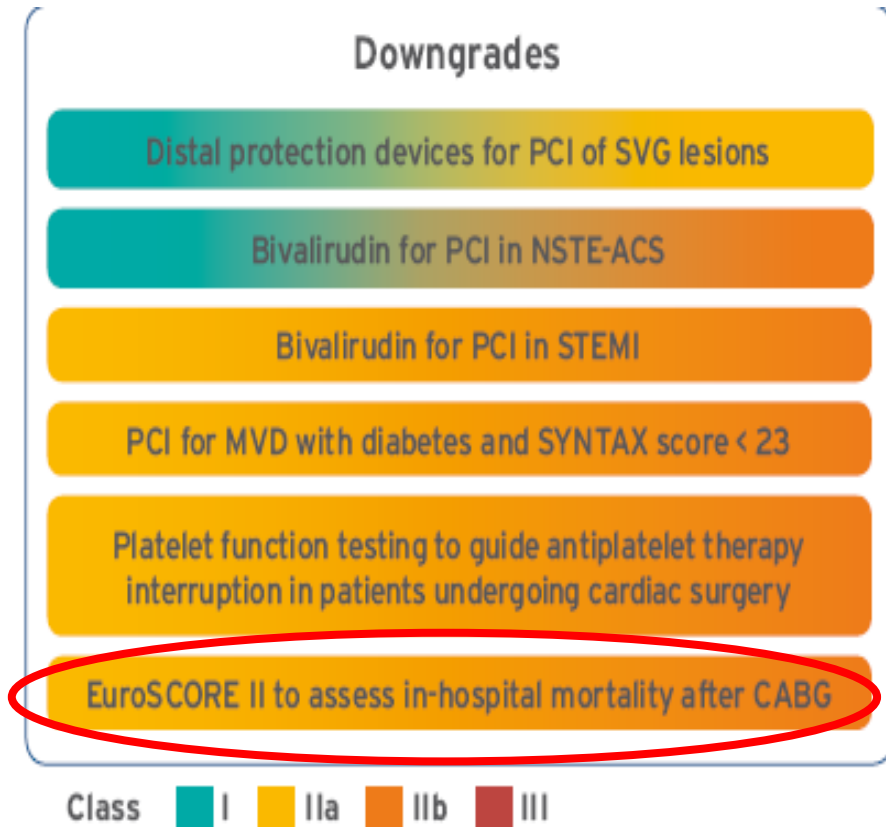 Downgrades
Distal protection devices for PCI of SVG lesions
Bivalirudin for PCI in NSTE-ACS
Bivalirudin for PCI in STEMI
PCI for MVD with diabetes and SYNTAX score < 23
Platelet function testing to guide antiplatelet therapy
interruption in patients undergoing cardiac surgery
EuroSCORE II to assess in-hospital mortality after CABG
Class I IIa IIb III